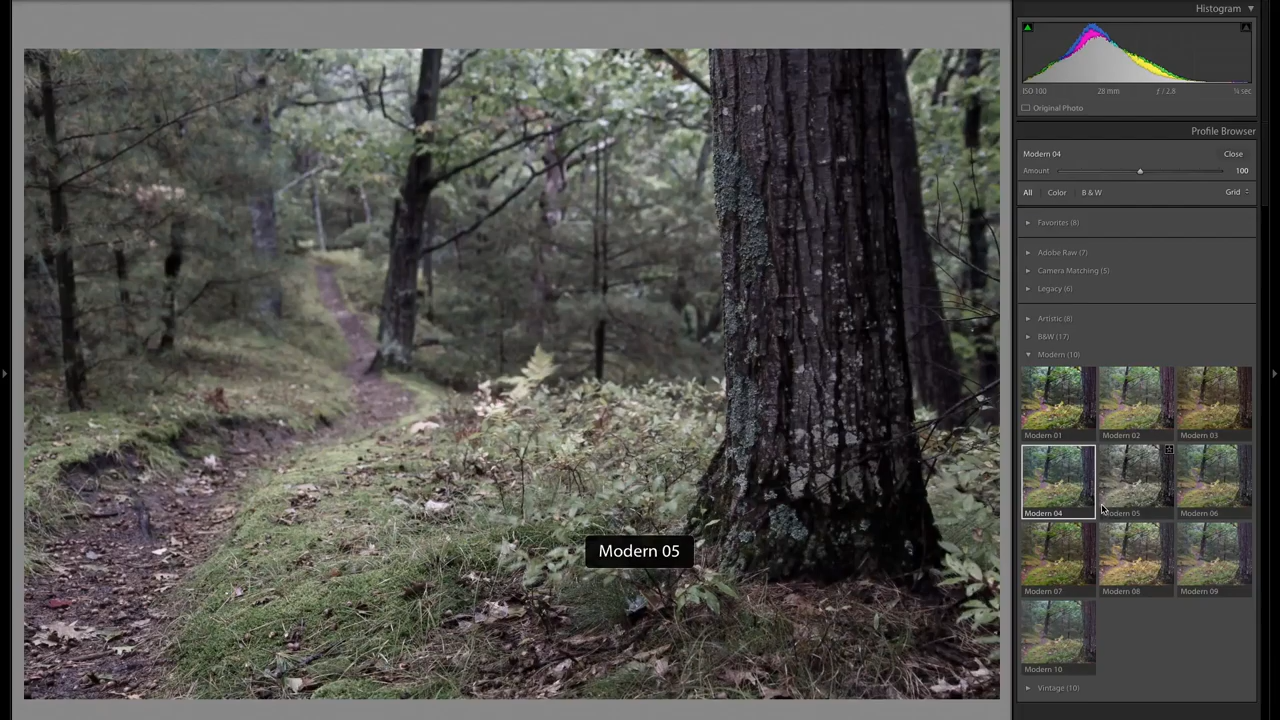 Histogram
ISO 100 28 mm ƒ / 2.8 ¼ sec
Original Photo
Profile Browser
Modern 04 Close
Amount 100
All Color B & W Grid
Favorites (8)
Adobe Raw (7)
Camera Matching (5)
Legacy (6)
Artistic (8)
B&W (17)
Modern (10)
Modern 01 Modern 02 Modern 03
Modern 04 Modern 05 Modern 06
Modern 07 Modern 08 Modern 09
Modern 10
Vintage (10)
Modern 05